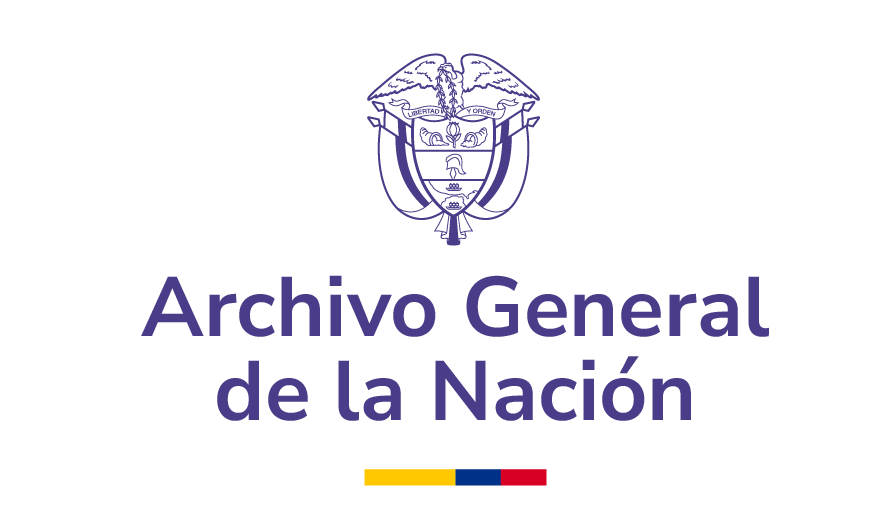 LIBERTAD Y ORDEN
Archivo General
de la Nación